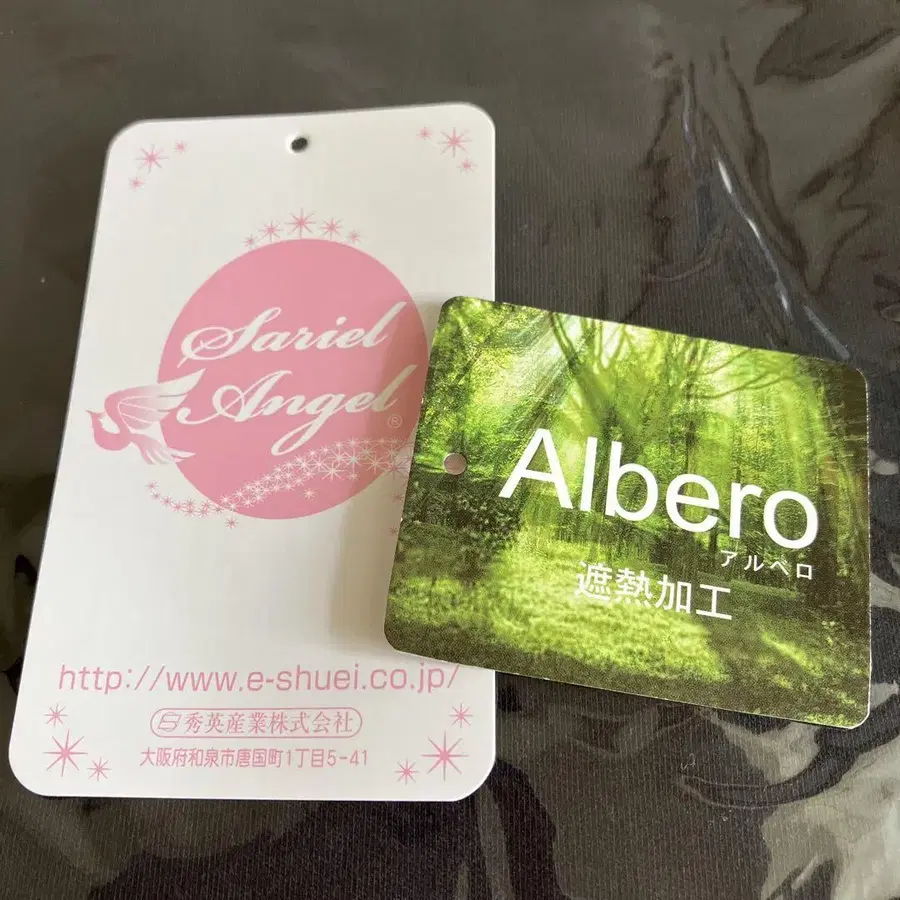 Sariel
Angel®
http://www.e-shuei.co.jp/
秀英産業株式会社
大阪府和泉市唐国町1丁目5-41
Albero
アルベロ
遮熱加工